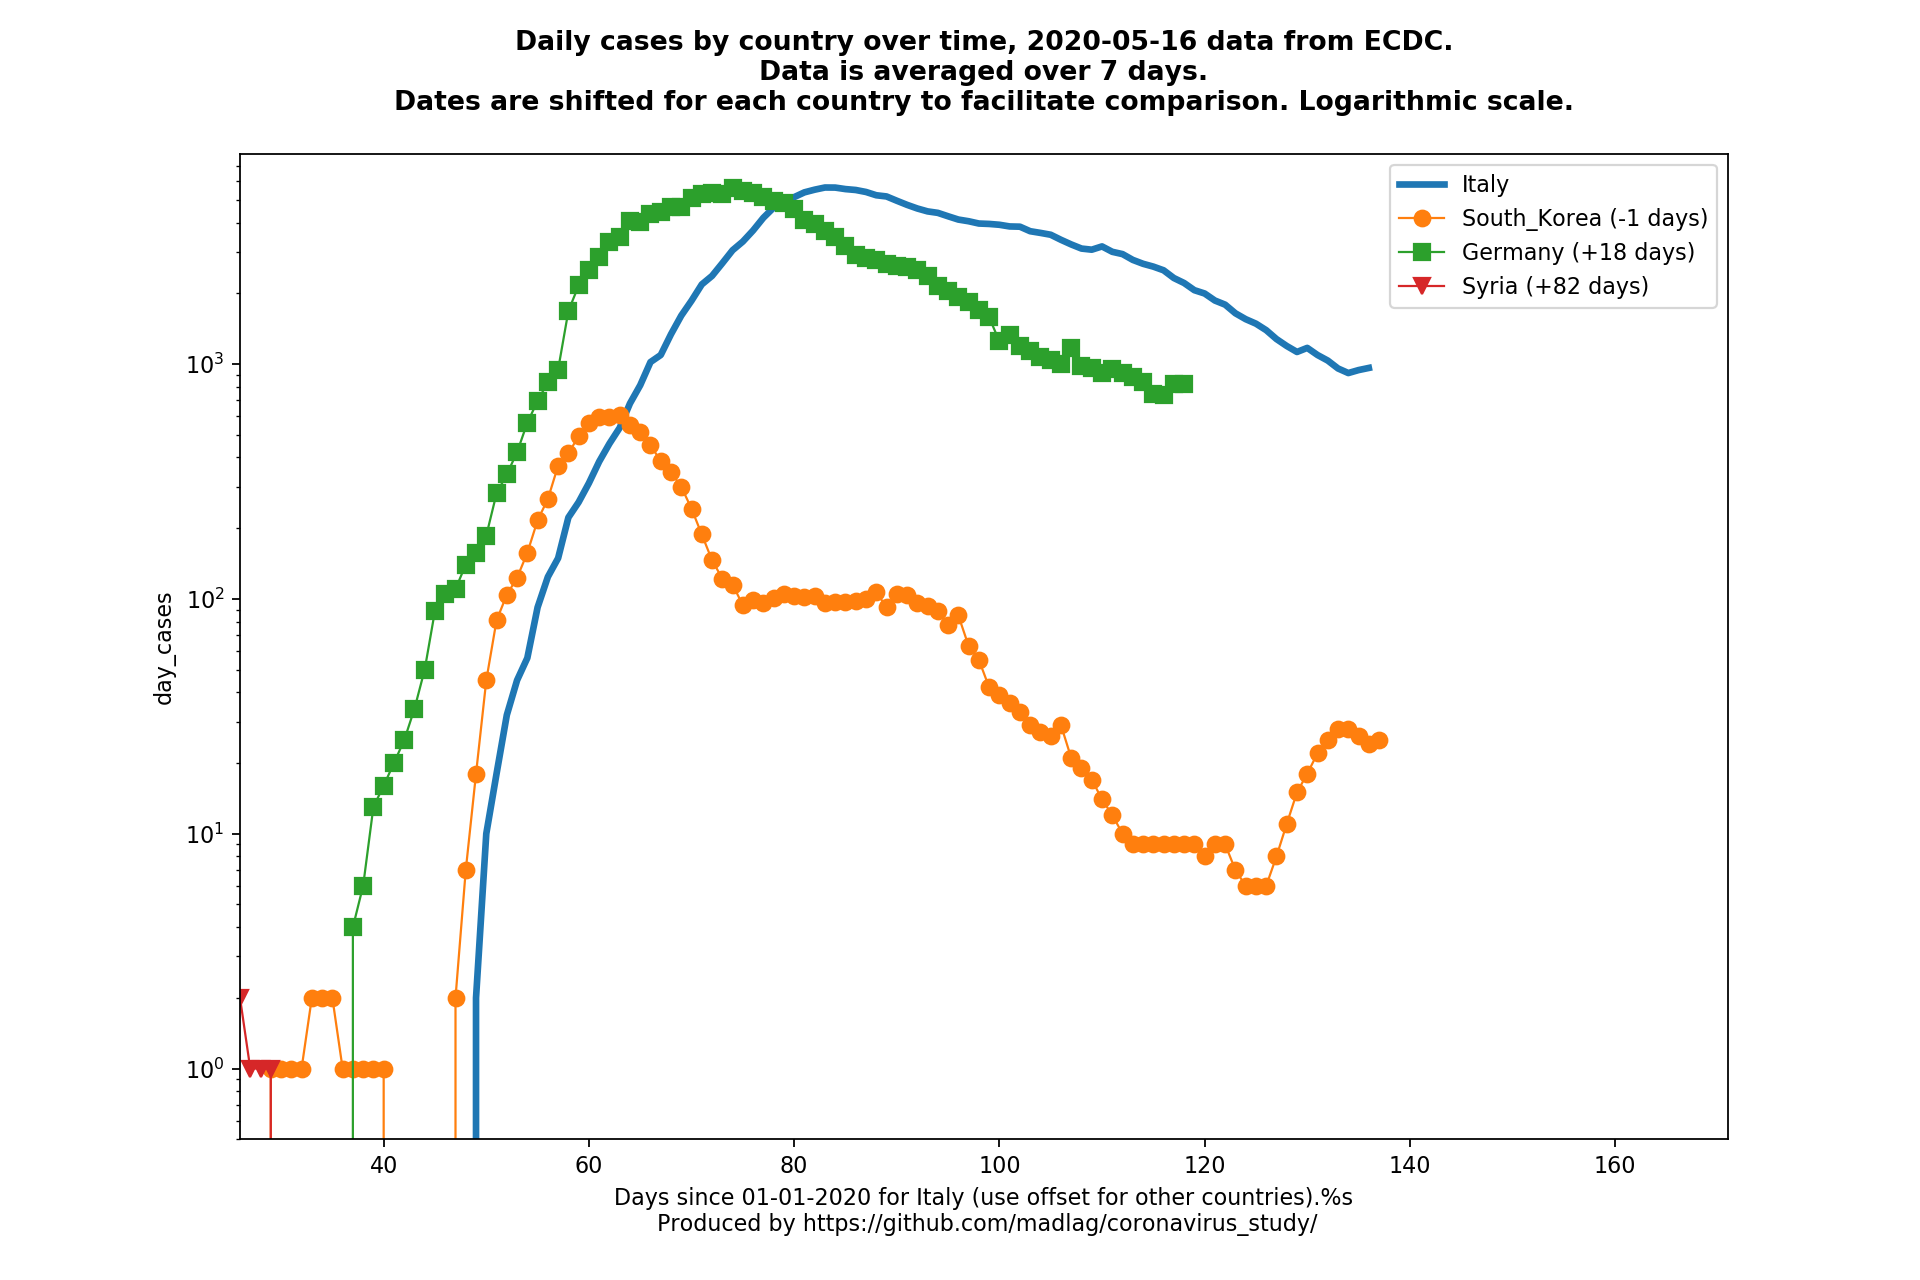 Daily cases by country over time, 2020-05-16 data from ECDC.
Data is averaged over 7 days.
Dates are shifted for each country to facilitate comparison. Logarithmic scale.
Italy
South_Korea (-1 days)
Germany (+18 days)
Syria (+82 days)
day_cases
10³
10²
10¹
10⁰
40 60 80 100 120 140 160
Days since 01-01-2020 for Italy (use offset for other countries).%s
Produced by https://github.com/madlag/coronavirus_study/